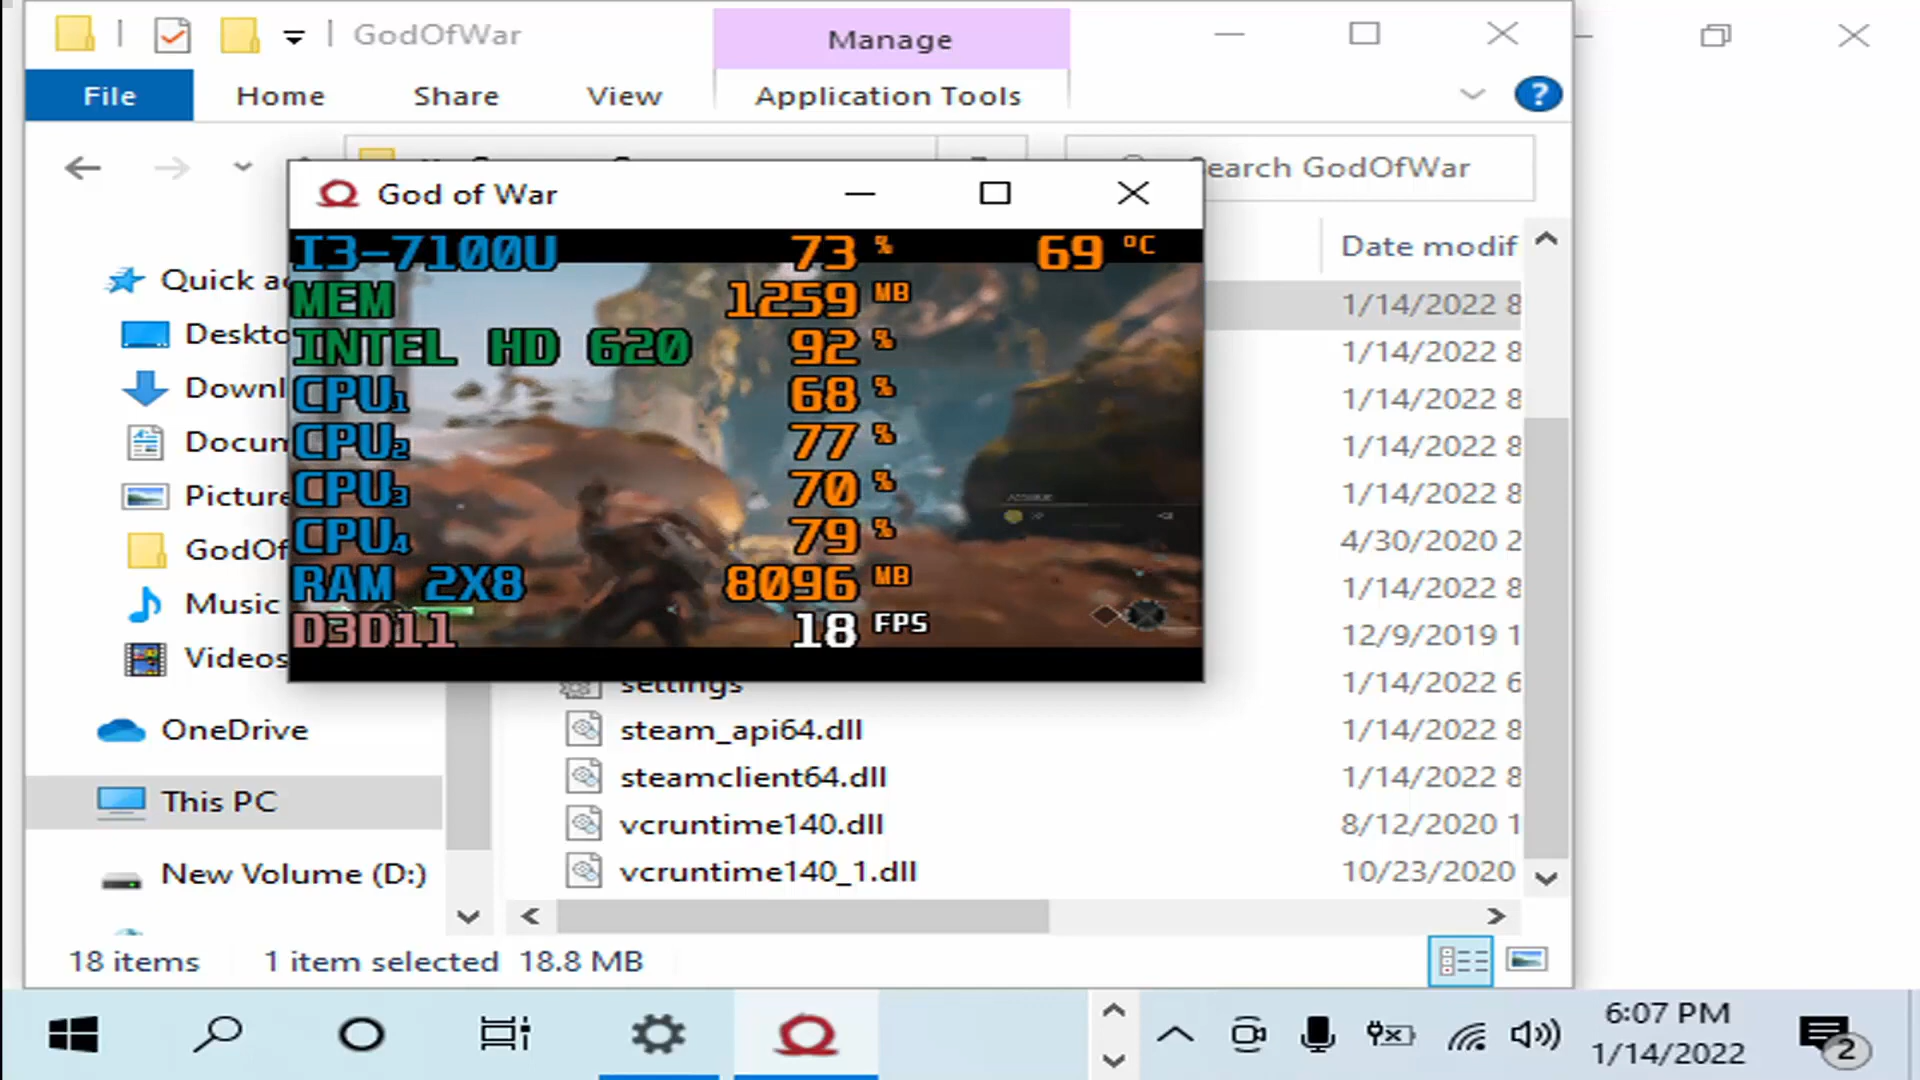 GodOfWar
Manage
File
Home
Share
View
Application Tools
Search GodOfWar
God of War
I3-7100U 73 % 69 °C
MEM 1259 MB
INTEL HD 620 92 %
CPU1 68 %
CPU2 77 %
CPU3 70 %
CPU4 79 %
RAM 2X8 8096 MB
D3D11 18 FPS
Quick a
Deskto
Downl
Docum
Picture
GodOf
Music
Videos
OneDrive
This PC
New Volume (D:)
Date modif
1/14/2022 8
1/14/2022 8
1/14/2022 8
1/14/2022 8
1/14/2022 8
4/30/2020 2
1/14/2022 8
12/9/2019 1
settings 1/14/2022 6
steam_api64.dll 1/14/2022 8
steamclient64.dll 1/14/2022 8
vcruntime140.dll 8/12/2020 1
vcruntime140_1.dll 10/23/2020
18 items 1 item selected 18.8 MB
6:07 PM
1/14/2022
2